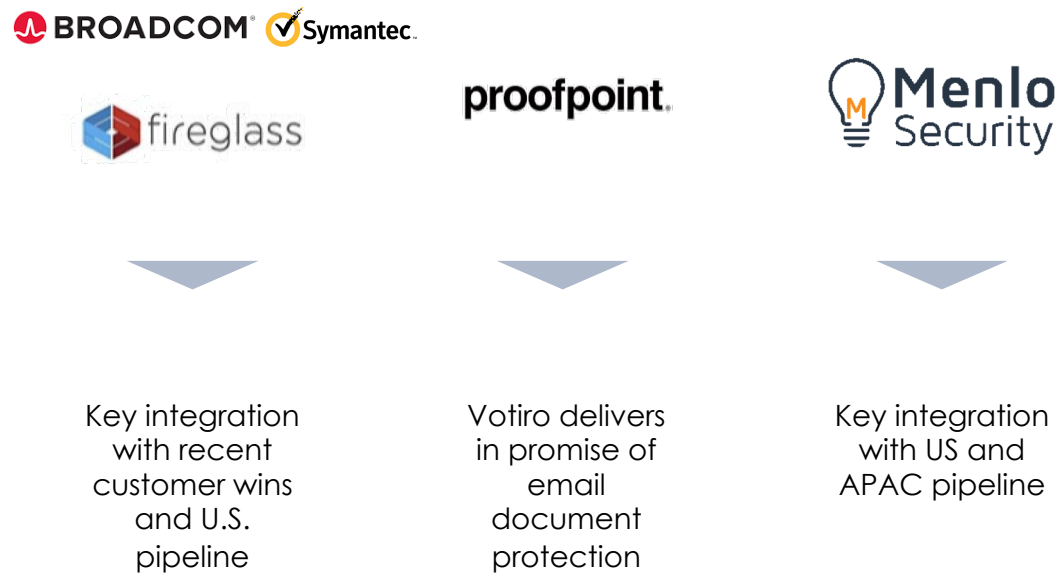 BROADCOM® Symantec™
fireglass
proofpoint.
M Menlo
Security
Key integration
with recent
customer wins
and U.S.
pipeline
Votiro delivers
in promise of
email
document
protection
Key integration
with US and
APAC pipeline